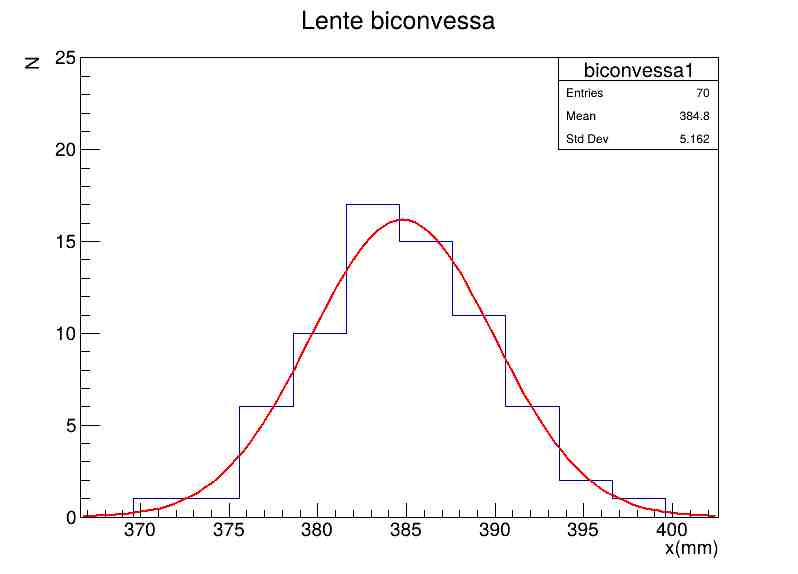 Lente biconvessa
N
25
20
15
10
5
0
biconvessa1
Entries 70
Mean 384.8
Std Dev 5.162
370 375 380 385 390 395 400
x(mm)